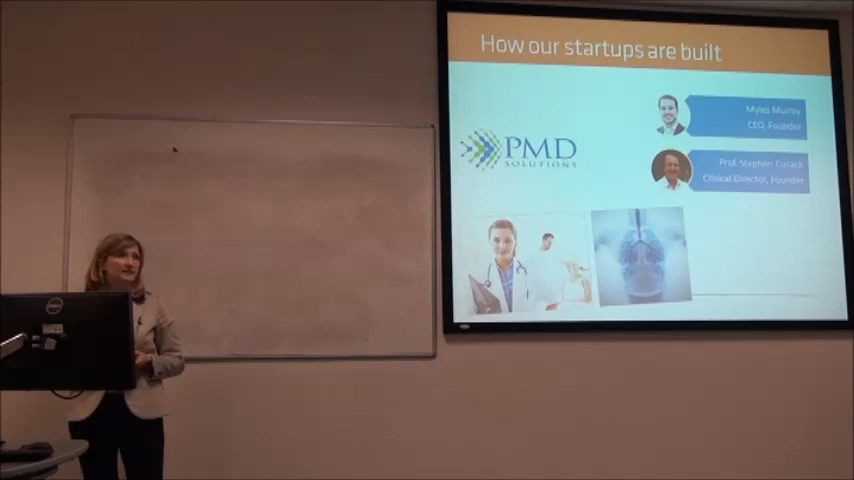 How our startups are built
Myles Murray
CEO, Founder
PMD
SOLUTIONS
Prof. Stephen Cusack
Clinical Director, Founder
DELL